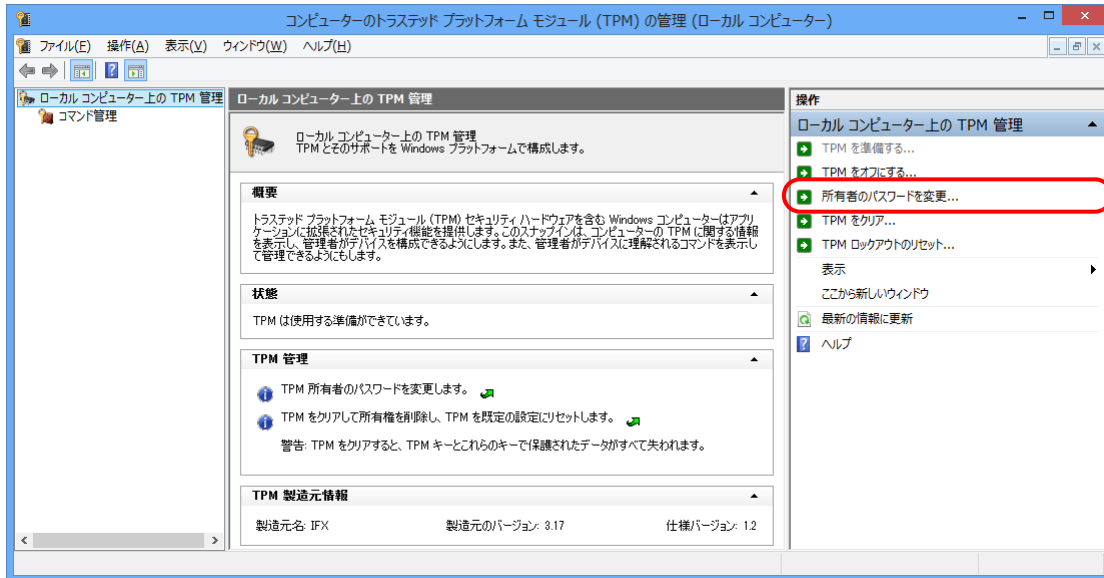 コンピューターのトラステッド プラットフォーム モジュール (TPM) の管理 (ローカル コンピューター)
ファイル(F) 操作(A) 表示(V) ウィンドウ(W) ヘルプ(H)
ローカル コンピューター上の TPM 管理
コマンド管理
ローカル コンピューター上の TPM 管理
ローカル コンピューター上の TPM 管理
TPM とそのサポートを Windows プラットフォームで構成します。
概要
トラステッド プラットフォーム モジュール (TPM) セキュリティ ハードウェアを含む Windows コンピューターはアプリ
ケーションに拡張されたセキュリティ機能を提供します。このスナップインは、コンピューターの TPM に関する情報
を表示し、管理者がデバイスを構成できるようにします。また、管理者がデバイスに理解されるコマンドを表示し
て管理できるようにもします。
状態
TPM は使用する準備ができています。
TPM 管理
TPM 所有者のパスワードを変更します。
TPM をクリアして所有権を削除し、TPM を既定の設定にリセットします。
警告: TPM をクリアすると、TPM キーとこれらのキーで保護されたデータがすべて失われます。
TPM 製造元情報
製造元名: IFX 製造元のバージョン: 3.17 仕様バージョン: 1.2
操作
ローカル コンピューター上の TPM 管理
TPM を準備する...
TPM をオフにする...
所有者のパスワードを変更...
TPM をクリア...
TPM ロックアウトのリセット...
表示
ここから新しいウィンドウ
最新の情報に更新
ヘルプ